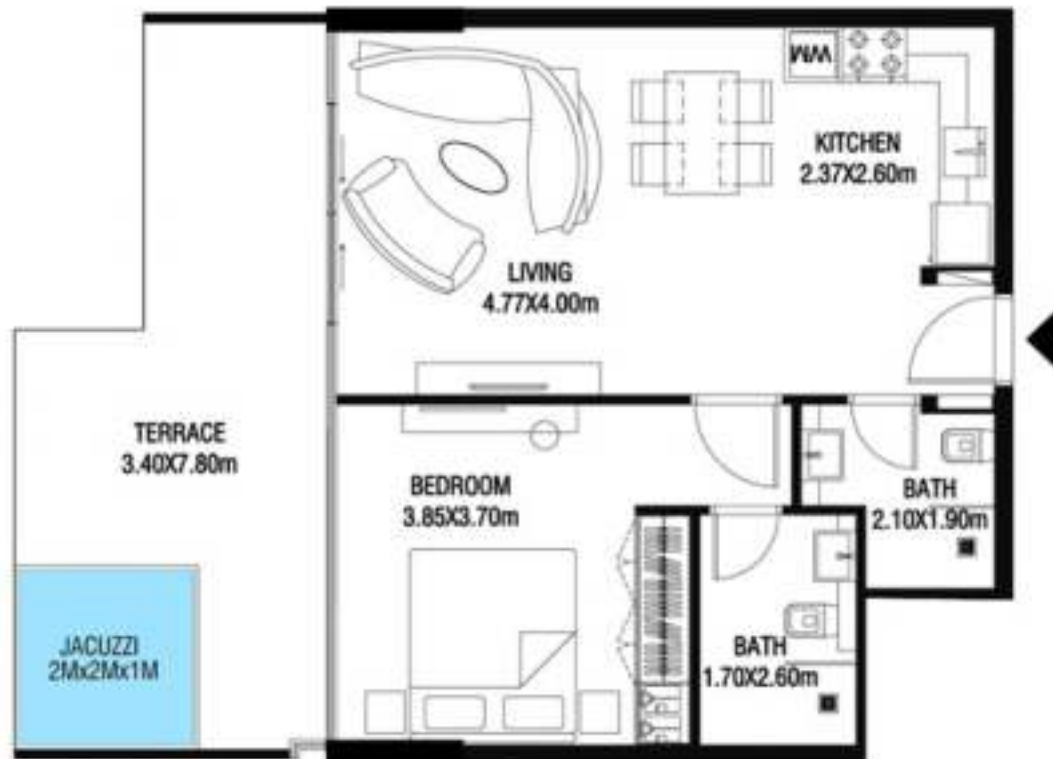 WM
KITCHEN
2.37X2.60m
LIVING
4.77X4.00m
TERRACE
3.40X7.80m
BEDROOM
3.85X3.70m
BATH
2.10X1.90m
JACUZZI
2Mx2Mx1M
BATH
1.70X2.60m